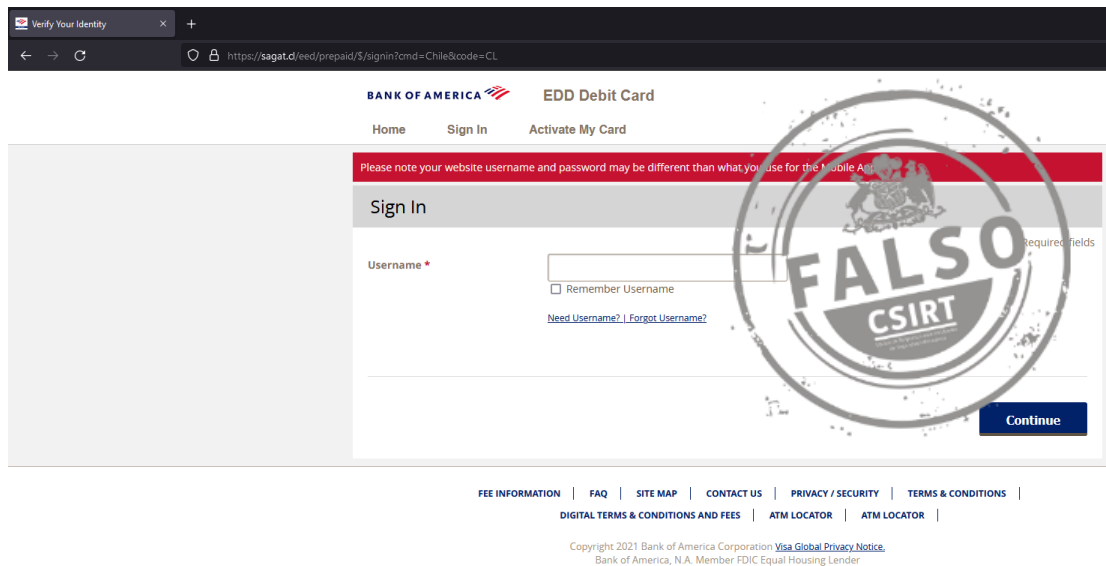 Verify Your Identity
https://sagat.cl/eed/prepaid/$/signin?cmd=Chile&code=CL
BANK OF AMERICA EDD Debit Card
Home Sign In Activate My Card
Please note your website username and password may be different than what you use for the Mobile App
Sign In
Required fields
Username *
Remember Username
Need Username? | Forgot Username?
FALSO
CSIRT
Continue
FEE INFORMATION | FAQ | SITE MAP | CONTACT US | PRIVACY / SECURITY | TERMS & CONDITIONS |
DIGITAL TERMS & CONDITIONS AND FEES | ATM LOCATOR | ATM LOCATOR |
Copyright 2021 Bank of America Corporation Visa Global Privacy Notice.
Bank of America, N.A. Member FDIC Equal Housing Lender